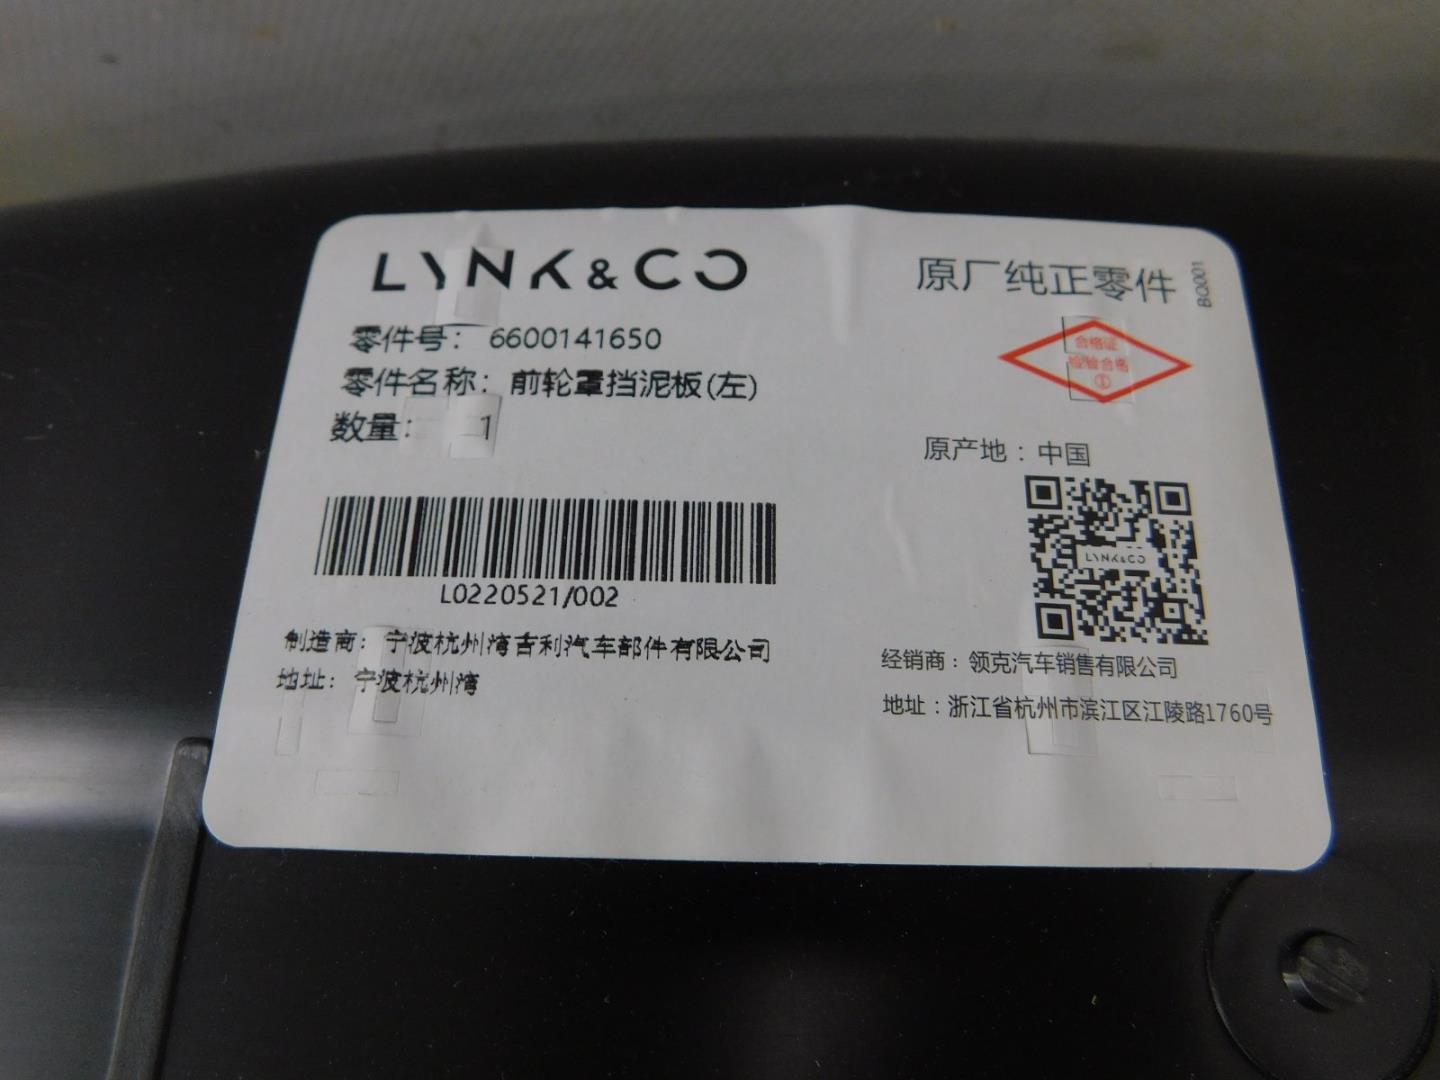 LYNK&CO
原厂纯正零件
BQ001
零件号： 6600141650
零件名称：前轮罩挡泥板(左)
数量： 1
合格证
检验合格
①
原产地：中国
LYNK&CO
L0220521/002
制造商：宁波杭州湾吉利汽车部件有限公司
地址：宁波杭州湾
经销商：领克汽车销售有限公司
地址：浙江省杭州市滨江区江陵路1760号